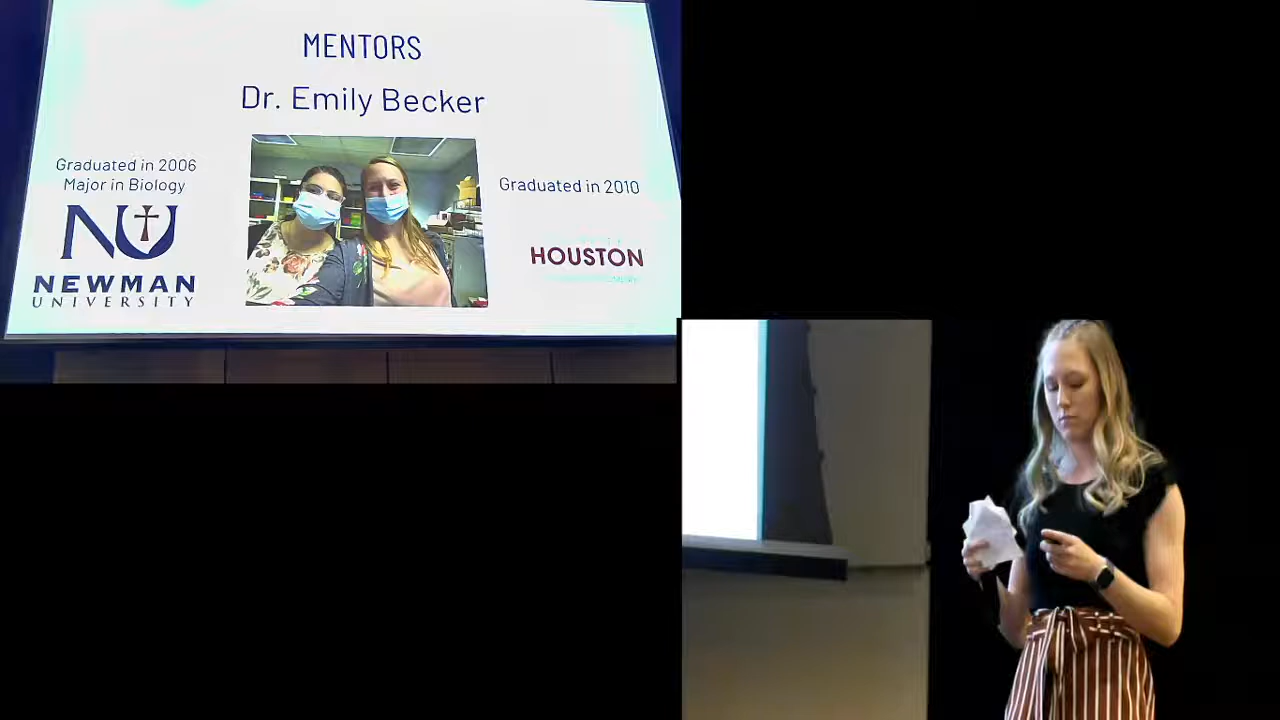 MENTORS
Dr. Emily Becker
Graduated in 2006
Major in Biology
NU
NEWMAN
UNIVERSITY
Graduated in 2010
HOUSTON